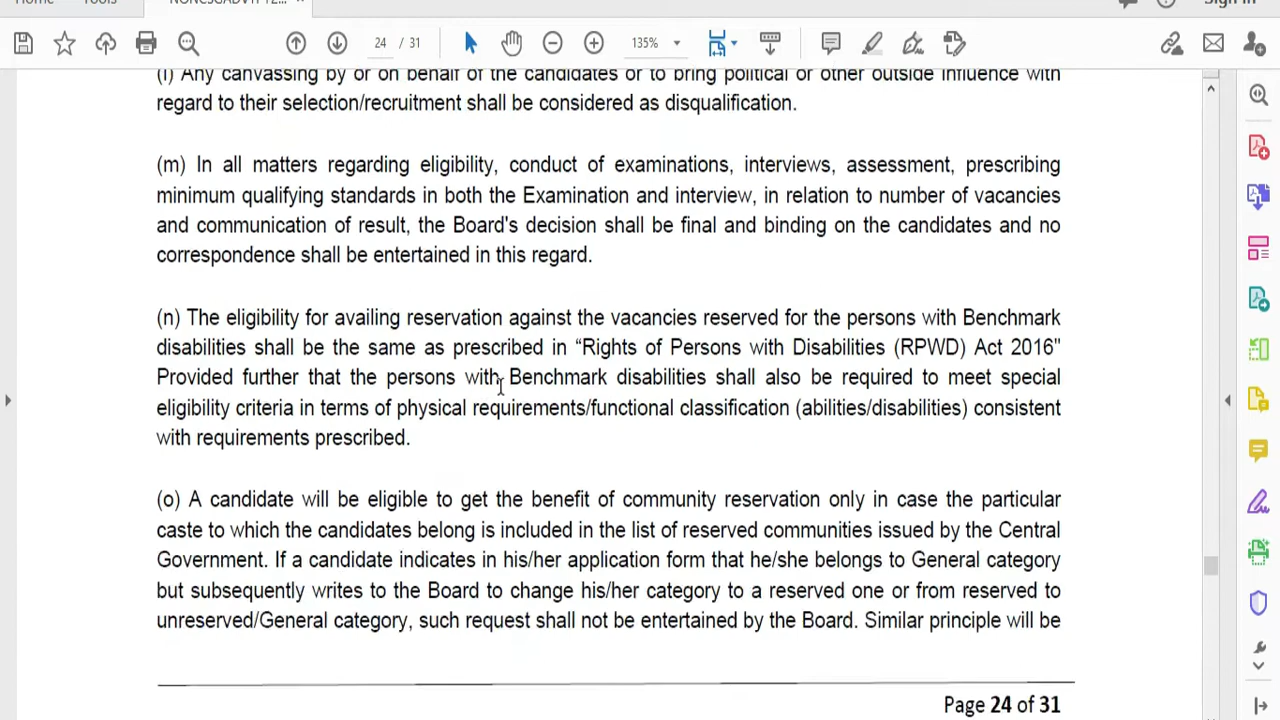 Home Tools
Sign In
24 / 31 135%
(l) Any canvassing by or on behalf of the candidates or to bring political or other outside influence with
regard to their selection/recruitment shall be considered as disqualification.
(m) In all matters regarding eligibility, conduct of examinations, interviews, assessment, prescribing
minimum qualifying standards in both the Examination and interview, in relation to number of vacancies
and communication of result, the Board's decision shall be final and binding on the candidates and no
correspondence shall be entertained in this regard.
(n) The eligibility for availing reservation against the vacancies reserved for the persons with Benchmark
disabilities shall be the same as prescribed in “Rights of Persons with Disabilities (RPWD) Act 2016"
Provided further that the persons with Benchmark disabilities shall also be required to meet special
eligibility criteria in terms of physical requirements/functional classification (abilities/disabilities) consistent
with requirements prescribed.
(o) A candidate will be eligible to get the benefit of community reservation only in case the particular
caste to which the candidates belong is included in the list of reserved communities issued by the Central
Government. If a candidate indicates in his/her application form that he/she belongs to General category
but subsequently writes to the Board to change his/her category to a reserved one or from reserved to
unreserved/General category, such request shall not be entertained by the Board. Similar principle will be
Page 24 of 31